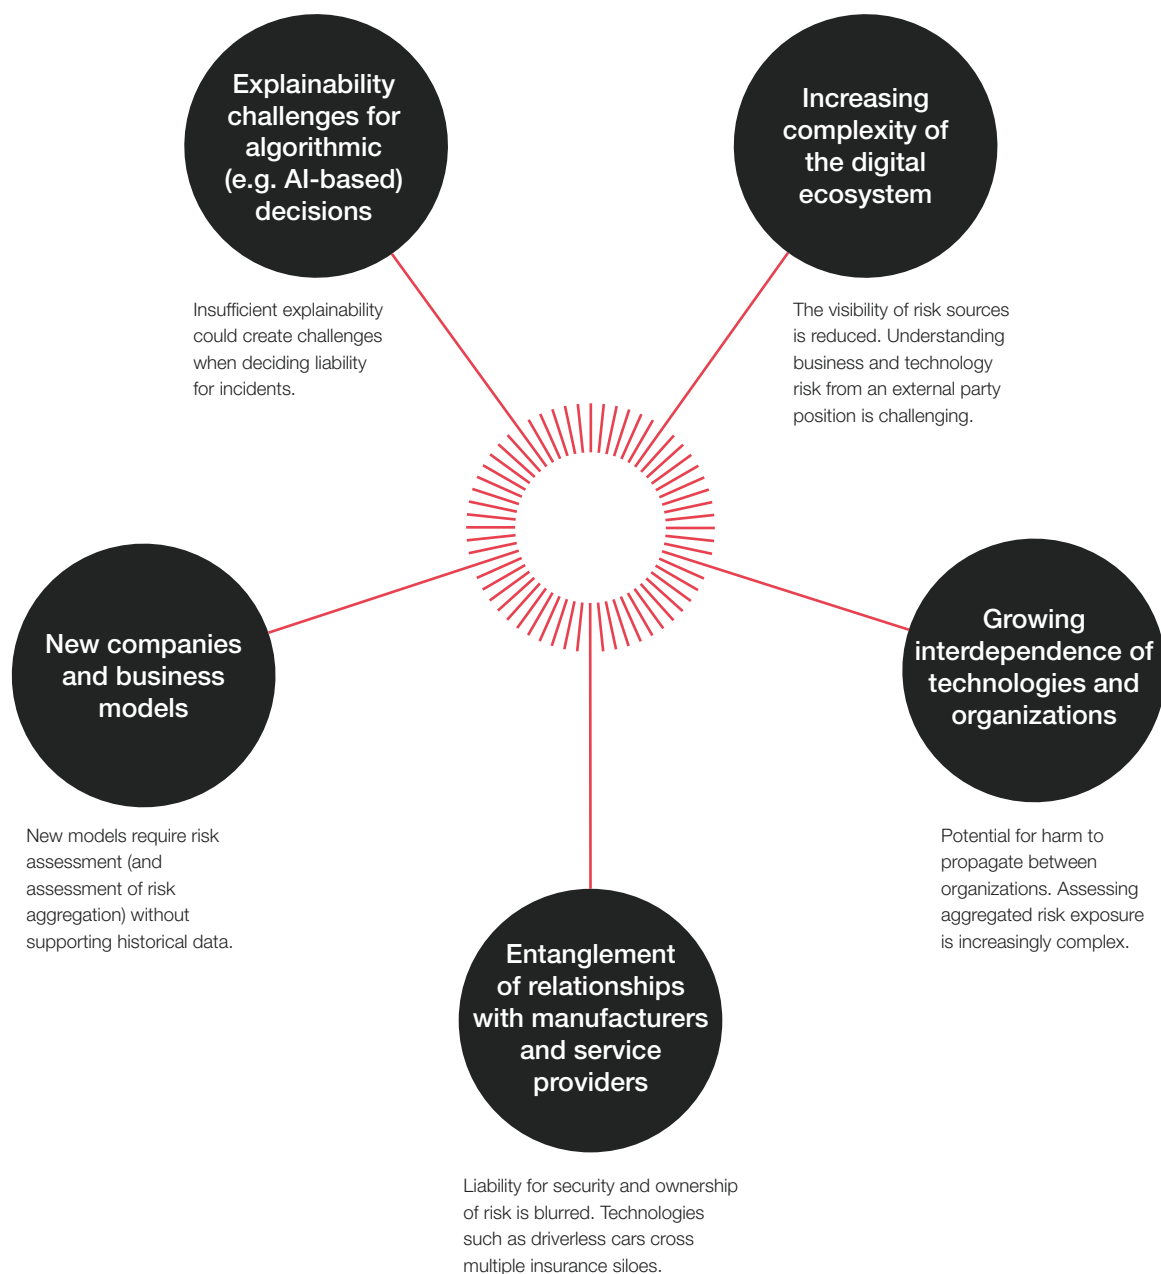 Explainability
challenges for
algorithmic
(e.g. AI-based)
decisions
Insufficient explainability
could create challenges
when deciding liability
for incidents.
Increasing
complexity of
the digital
ecosystem
The visibility of risk sources
is reduced. Understanding
business and technology
risk from an external party
position is challenging.
New companies
and business
models
New models require risk
assessment (and
assessment of risk
aggregation) without
supporting historical data.
Growing
interdependence of
technologies and
organizations
Potential for harm to
propagate between
organizations. Assessing
aggregated risk exposure
is increasingly complex.
Entanglement
of relationships
with manufacturers
and service
providers
Liability for security and ownership
of risk is blurred. Technologies
such as driverless cars cross
multiple insurance siloes.